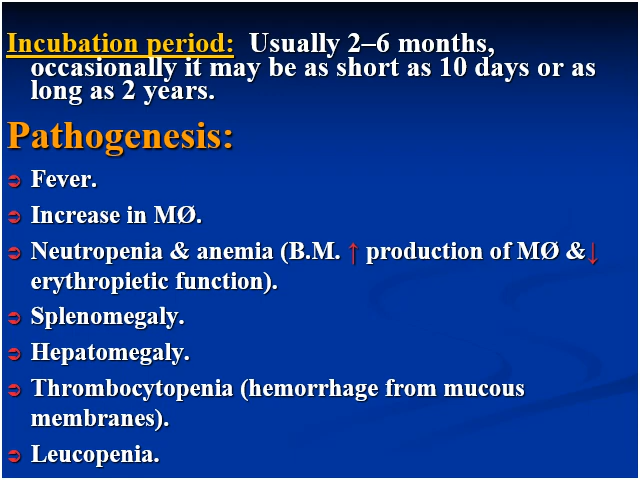 Incubation period: Usually 2–6 months,
occasionally it may be as short as 10 days or as
long as 2 years.
Pathogenesis:
➲ Fever.
➲ Increase in MØ.
➲ Neutropenia & anemia (B.M. ↑ production of MØ &↓
erythropietic function).
➲ Splenomegaly.
➲ Hepatomegaly.
➲ Thrombocytopenia (hemorrhage from mucous
membranes).
➲ Leucopenia.